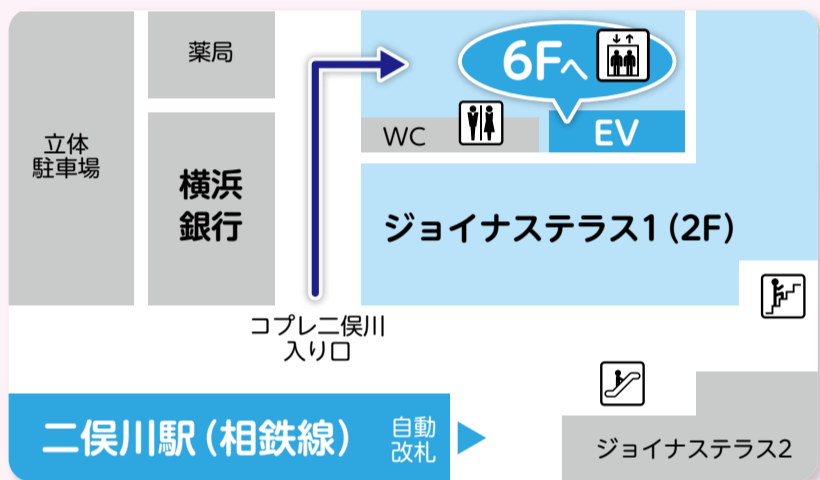 薬局
6Fへ
立体
駐車場
WC
EV
横浜
銀行
ジョイナステラス1 (2F)
コプレ二俣川
入り口
二俣川駅 (相鉄線)
自動
改札
ジョイナステラス2